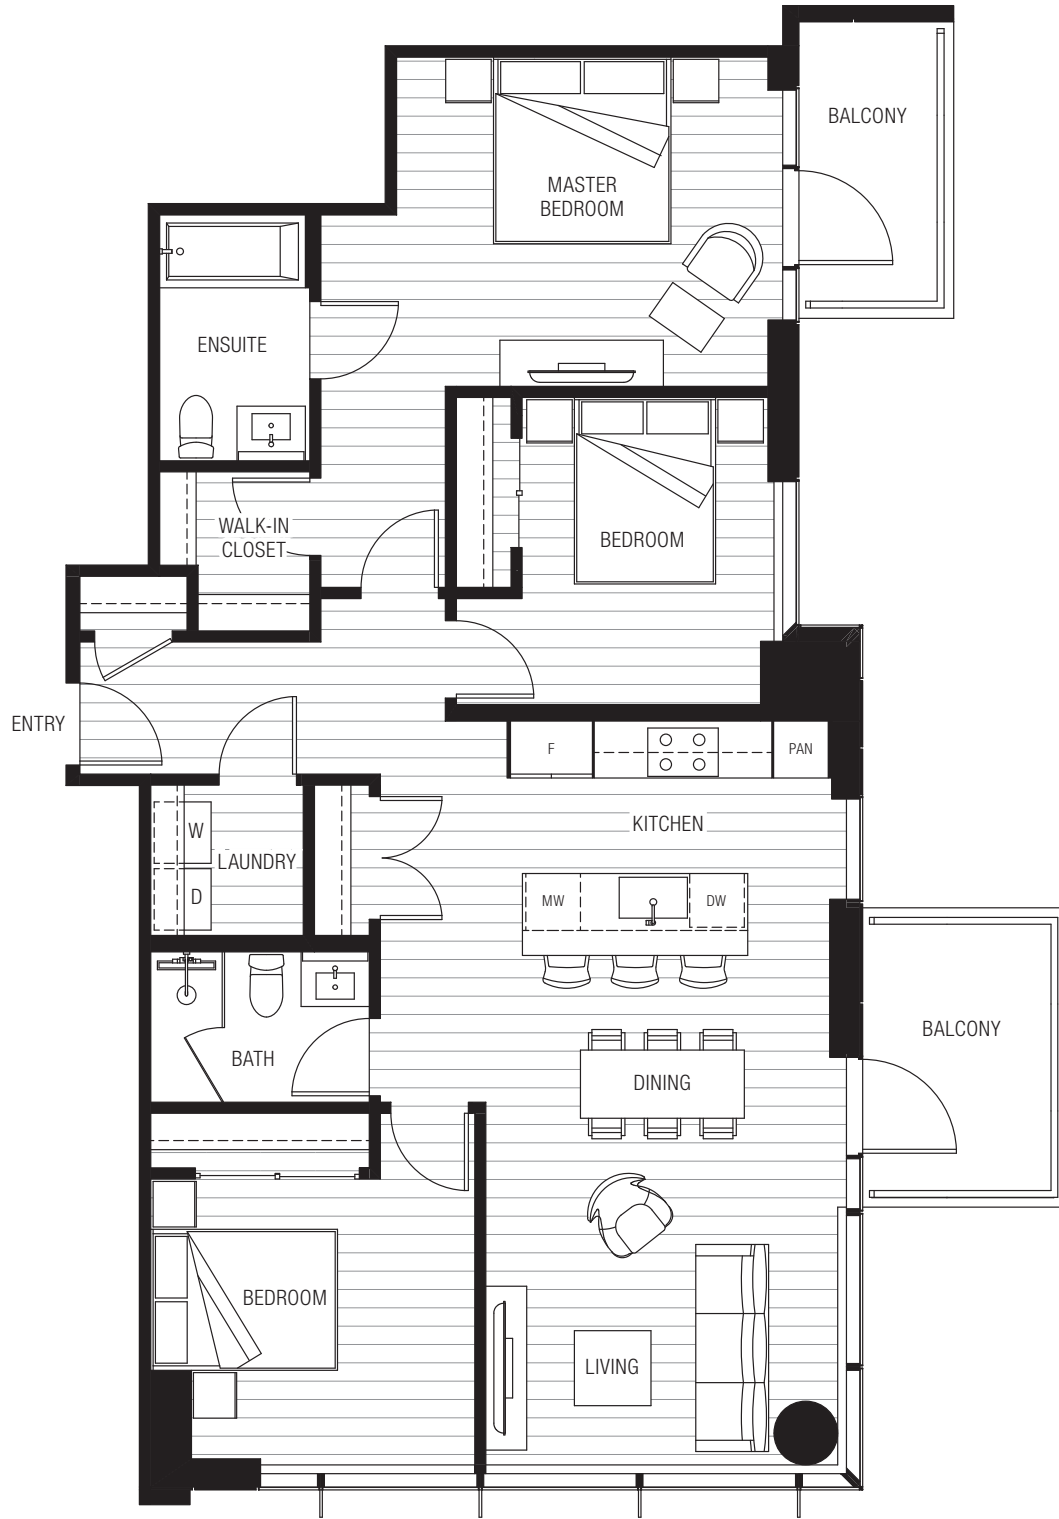 BALCONY
MASTER
BEDROOM
ENSUITE
WALK-IN
CLOSET
BEDROOM
ENTRY
F
PAN
KITCHEN
W
LAUNDRY
D
MW
DW
BALCONY
BATH
DINING
BEDROOM
LIVING